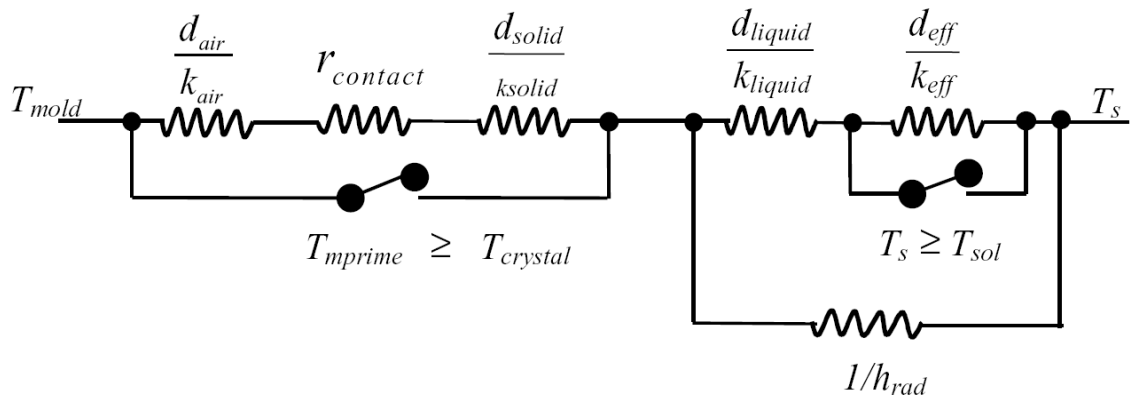 d_air / k_air
r_contact
d_solid / ksolid
d_liquid / k_liquid
d_eff / k_eff
T_mold
T_s
T_mprime ≥ T_crystal
T_s ≥ T_sol
1/h_rad